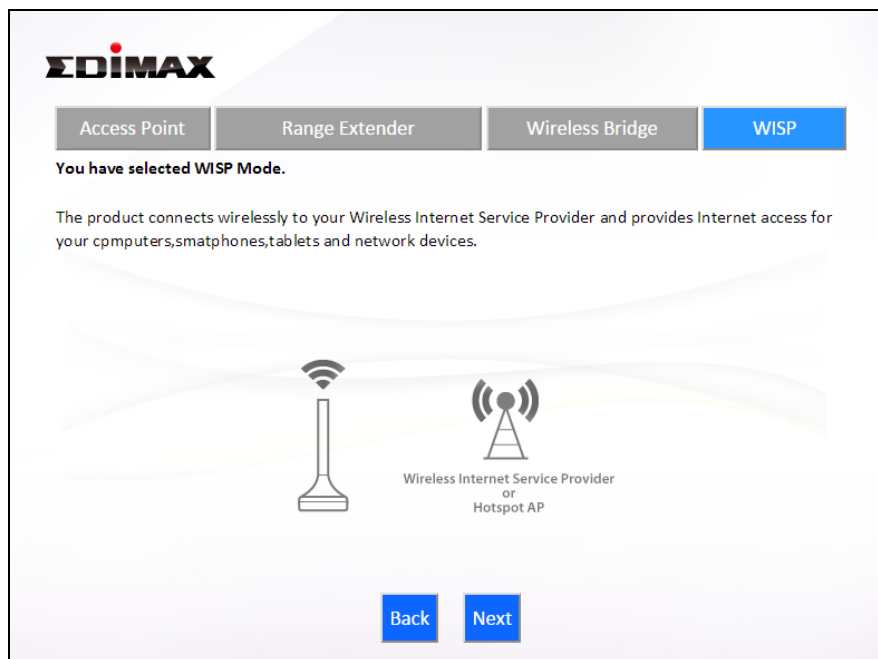 EDIMAX
Access Point
Range Extender
Wireless Bridge
WISP
You have selected WISP Mode.
The product connects wirelessly to your Wireless Internet Service Provider and provides Internet access for
your cpmputers,smatphones,tablets and network devices.
Wireless Internet Service Provider
or
Hotspot AP
Back
Next